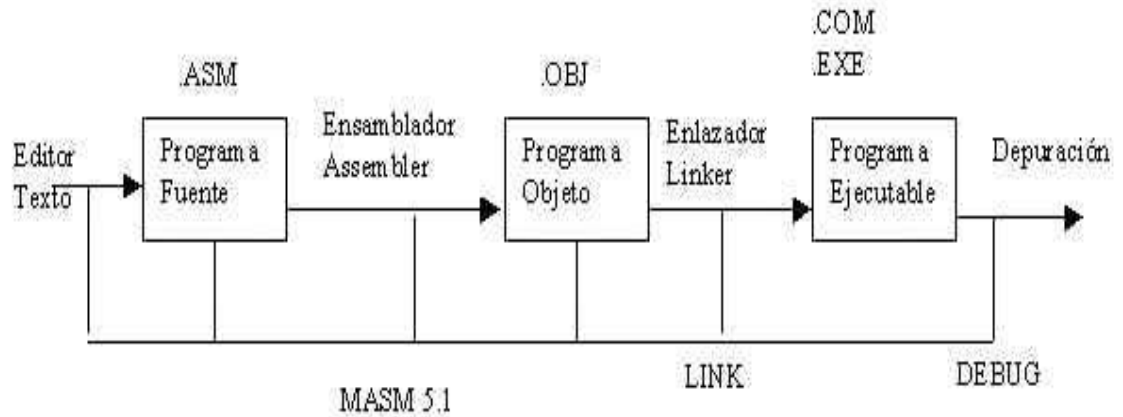 .COM
.EXE
.ASM
.OBJ
Editor
Texto
Programa
Fuente
Ensamblador
Assembler
Programa
Objeto
Enlazador
Linker
Programa
Ejecutable
Depuración
MASM 5.1
LINK
DEBUG